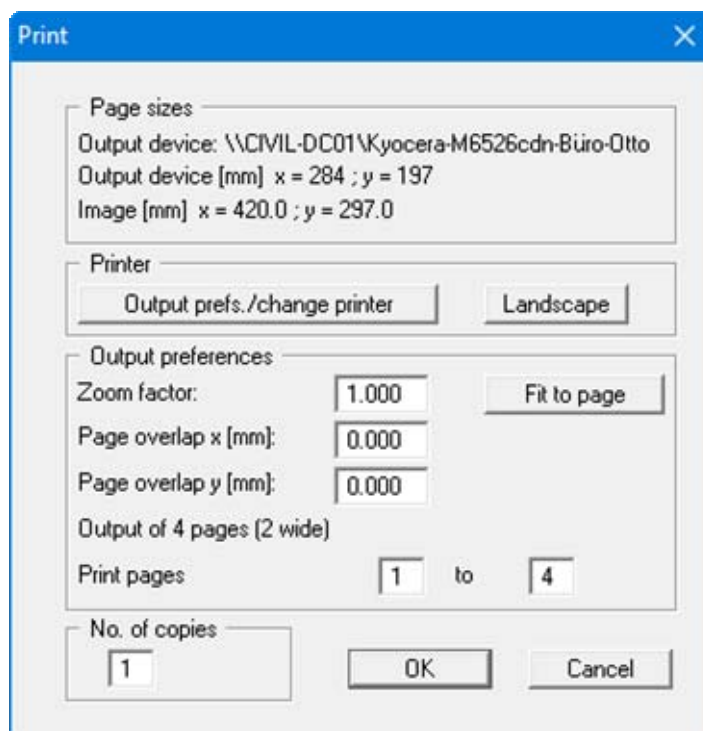 Print
Page sizes
Output device: \\CIVIL-DC01\Kyocera-M6526cdn-Büro-Otto
Output device [mm]  x = 284 ; y = 197
Image [mm]  x = 420.0 ; y = 297.0
Printer
Output prefs./change printer Landscape
Output preferences
Zoom factor: 1.000 Fit to page
Page overlap x [mm]: 0.000
Page overlap y [mm]: 0.000
Output of 4 pages (2 wide)
Print pages 1 to 4
No. of copies
1 OK Cancel